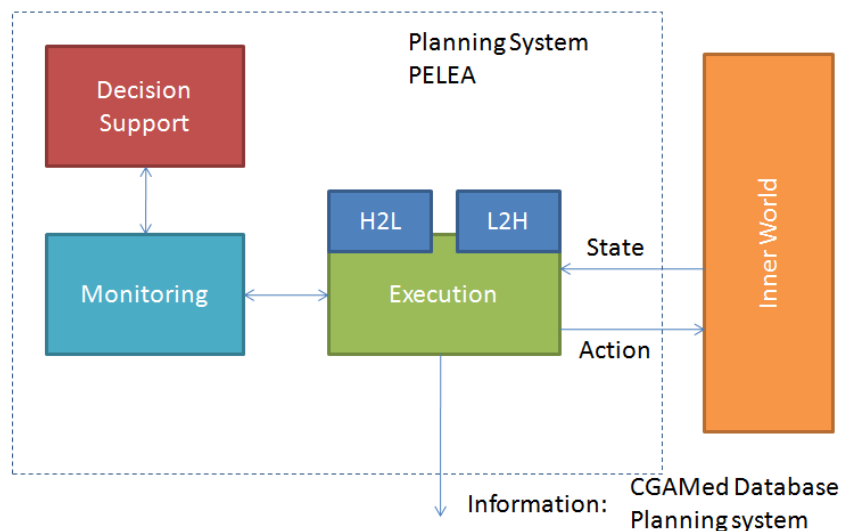 Planning System
PELEA
Decision
Support
H2L
L2H
State
Monitoring
Execution
Action
Inner World
Information:
CGAMed Database
Planning system